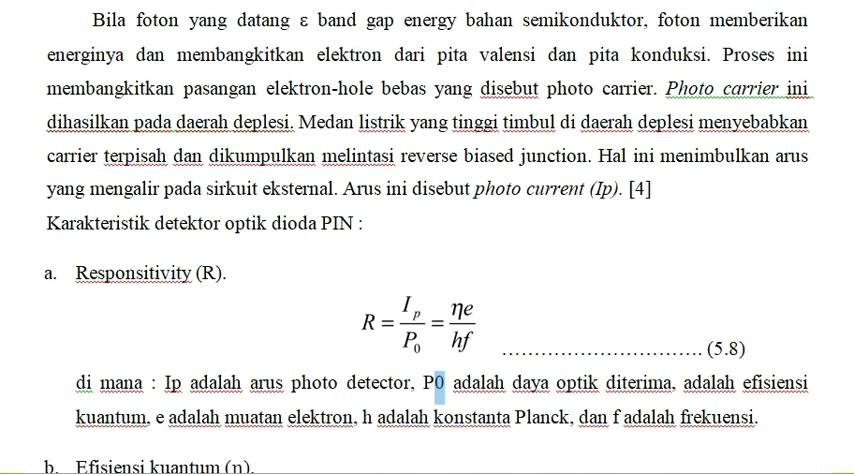 Bila foton yang datang ε band gap energy bahan semikonduktor, foton memberikan
energinya dan membangkitkan elektron dari pita valensi dan pita konduksi. Proses ini
membangkitkan pasangan elektron-hole bebas yang disebut photo carrier. Photo carrier ini
dihasilkan pada daerah deplesi. Medan listrik yang tinggi timbul di daerah deplesi menyebabkan
carrier terpisah dan dikumpulkan melintasi reverse biased junction. Hal ini menimbulkan arus
yang mengalir pada sirkuit eksternal. Arus ini disebut photo current (Ip). [4]
Karakteristik detektor optik dioda PIN :
a. Responsitivity (R).
R = I_p / P_0 = ηe / hf ………………………… (5.8)
di mana : Ip adalah arus photo detector, P0 adalah daya optik diterima, adalah efisiensi
kuantum, e adalah muatan elektron, h adalah konstanta Planck, dan f adalah frekuensi.
b. Efisiensi kuantum (η).